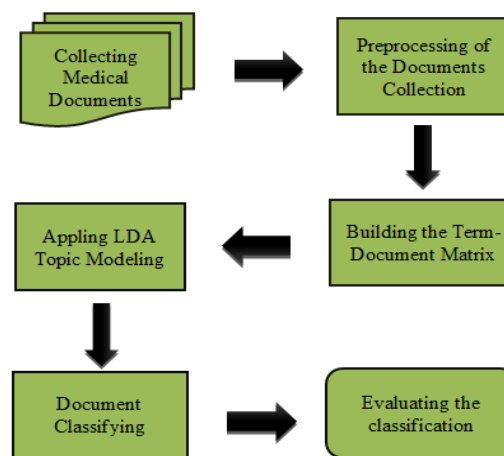 Collecting
Medical
Documents
Preprocessing of
the Documents
Collection
Building the Term-
Document Matrix
Appling LDA
Topic Modeling
Document
Classifying
Evaluating the
classification